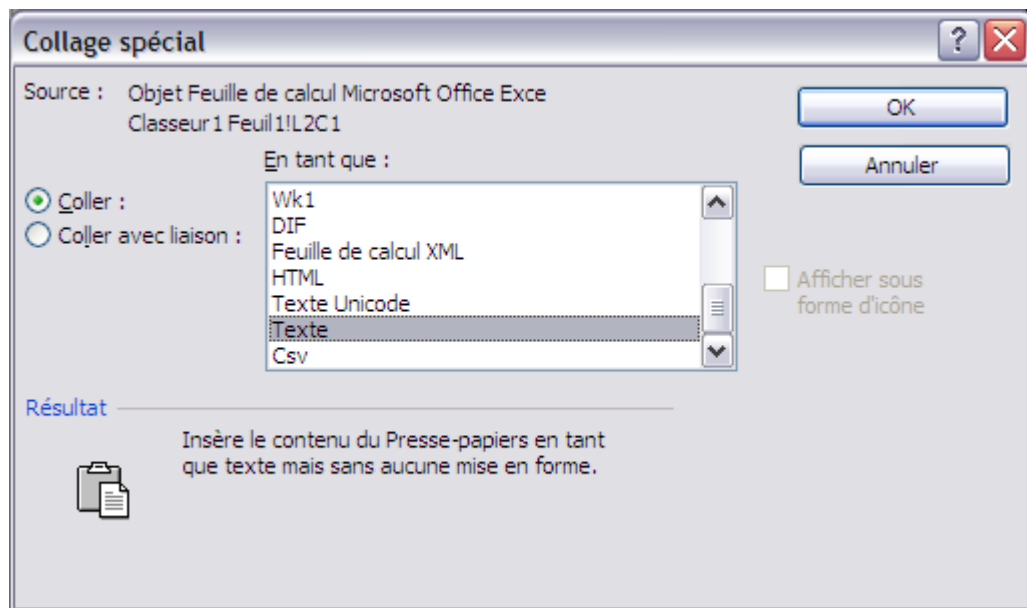 Collage spécial
Source : Objet Feuille de calcul Microsoft Office Exce
Classeur1 Feuil1!L2C1
OK
Annuler
En tant que :
Coller :
Coller avec liaison :
Wk1
DIF
Feuille de calcul XML
HTML
Texte Unicode
Texte
Csv
Afficher sous
forme d'icône
Résultat
Insère le contenu du Presse-papiers en tant
que texte mais sans aucune mise en forme.